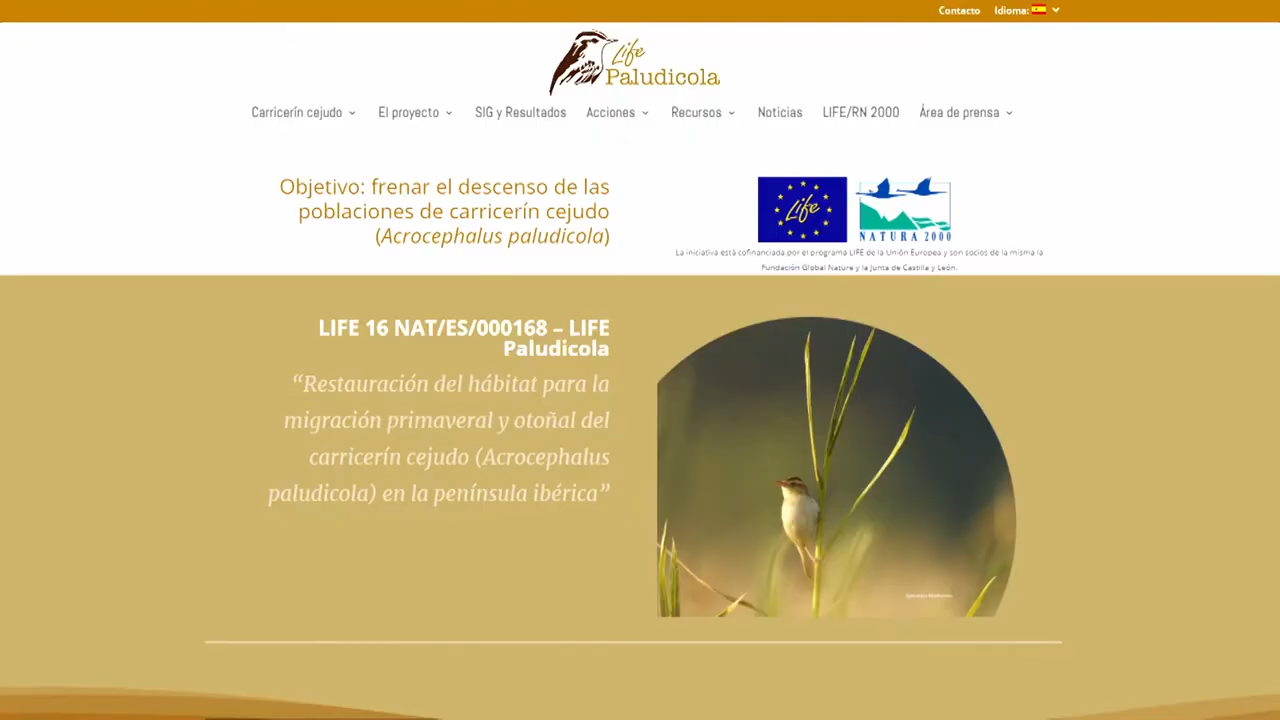 Contacto Idioma:
Life
Paludicola
Carricerín cejudo El proyecto SIG y Resultados Acciones Recursos Noticias LIFE/RN 2000 Área de prensa
Objetivo: frenar el descenso de las
poblaciones de carricerín cejudo
(Acrocephalus paludicola)
Life
NATURA 2000
La iniciativa está cofinanciada por el programa LIFE de la Unión Europea y son socios de la misma la
Fundación Global Nature y la Junta de Castilla y León.
LIFE 16 NAT/ES/000168 – LIFE
Paludicola
“Restauración del hábitat para la
migración primaveral y otoñal del
carricerín cejudo (Acrocephalus
paludicola) en la península ibérica”